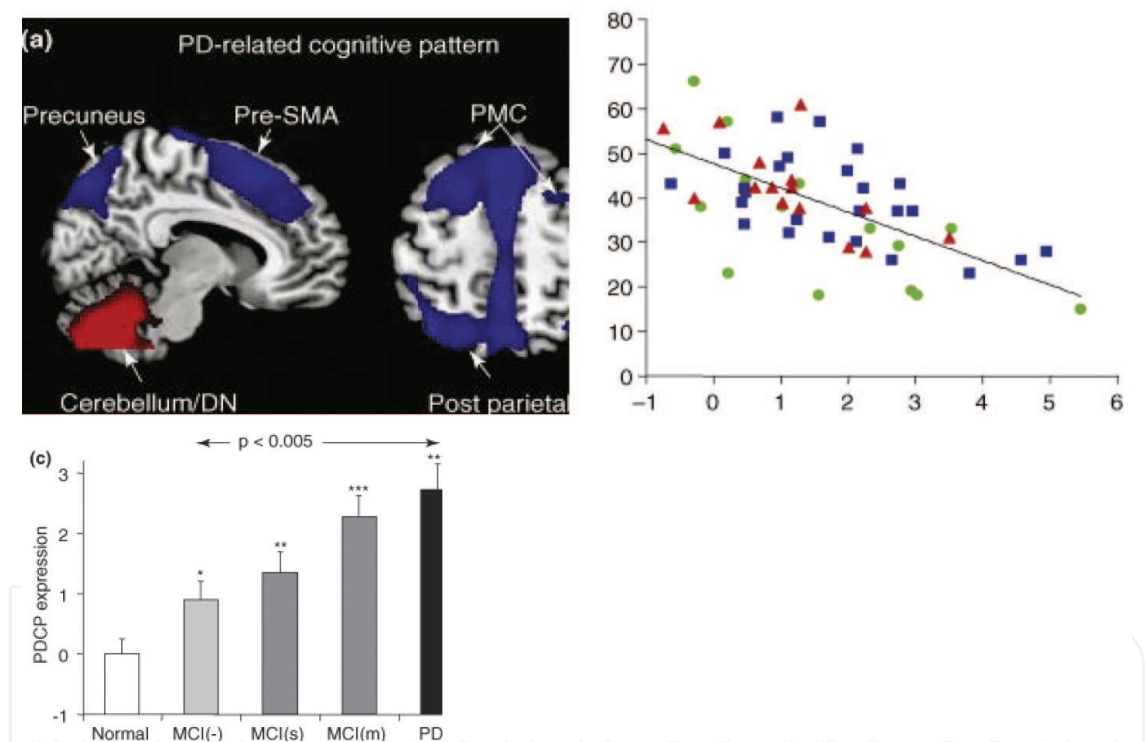 (a)
PD-related cognitive pattern
Precuneus
Pre-SMA
PMC
Cerebellum/DN
Post parietal
80
70
60
50
40
30
20
10
0
–1 0 1 2 3 4 5 6
(c)
p < 0.005
PDCP expression
3
2
1
0
-1
*
**
***
**
Normal MCI(-) MCI(s) MCI(m) PD